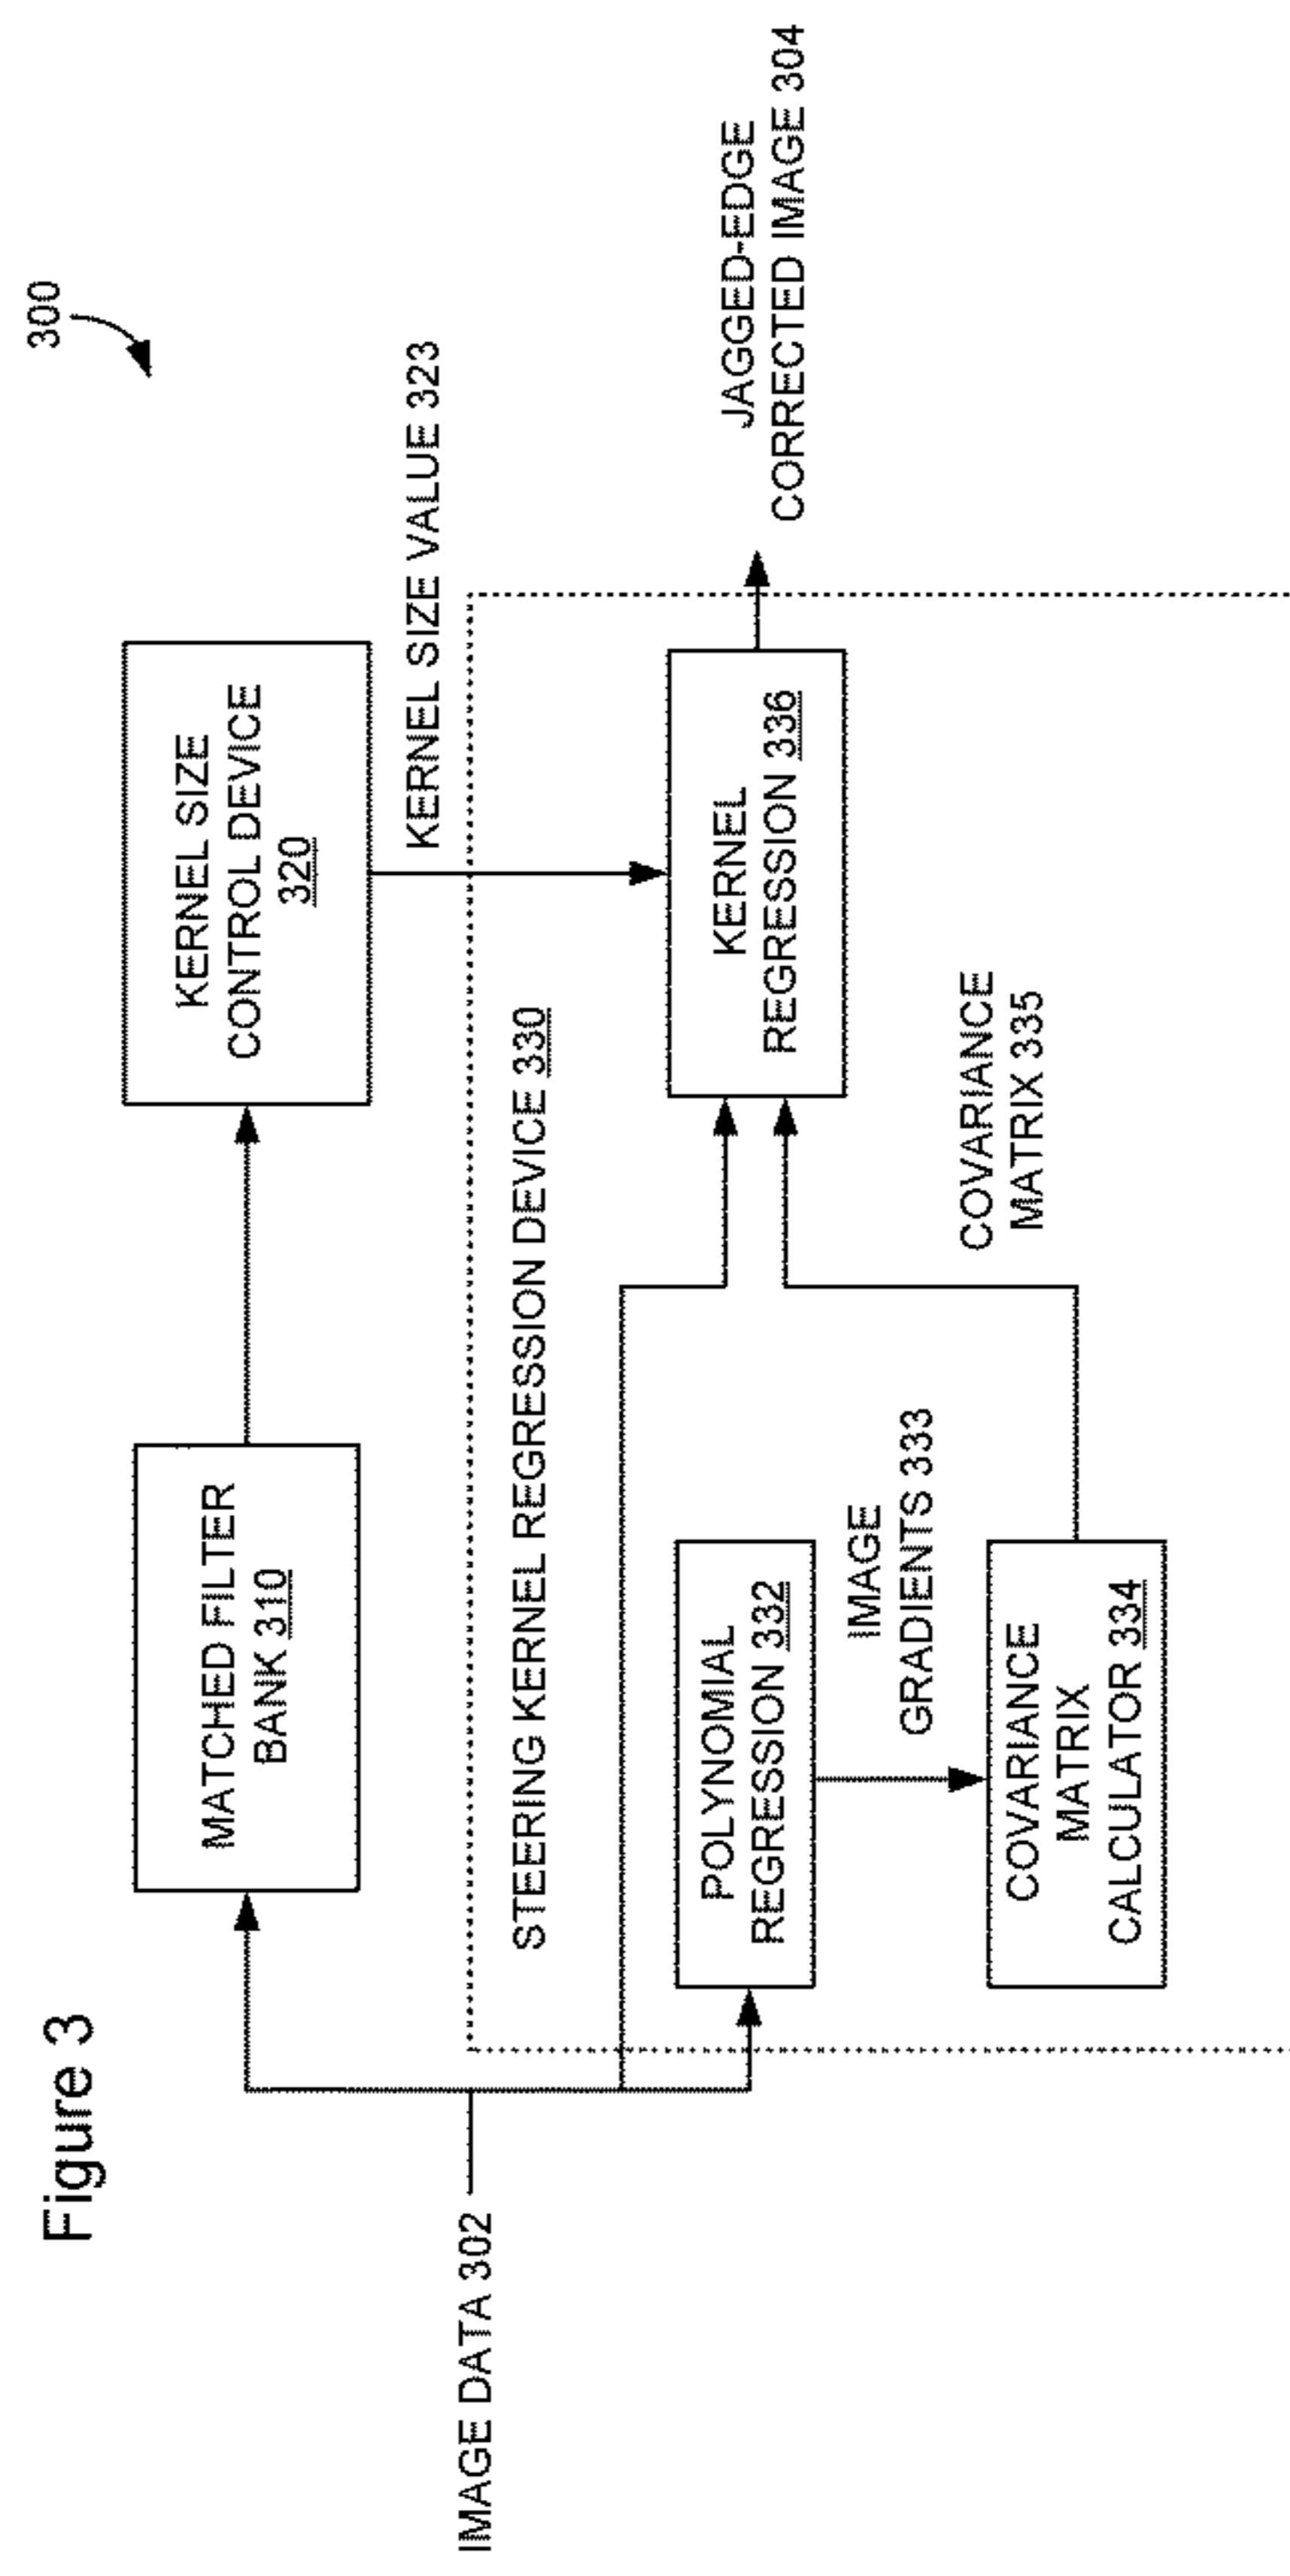 Figure 3
300
IMAGE DATA 302
MATCHED FILTER
BANK 310
KERNEL SIZE
CONTROL DEVICE
320
KERNEL SIZE VALUE 323
STEERING KERNEL REGRESSION DEVICE 330
POLYNOMIAL
REGRESSION 332
IMAGE
GRADIENTS 333
COVARIANCE
MATRIX
CALCULATOR 334
COVARIANCE
MATRIX 335
KERNEL
REGRESSION 336
JAGGED-EDGE
CORRECTED IMAGE 304